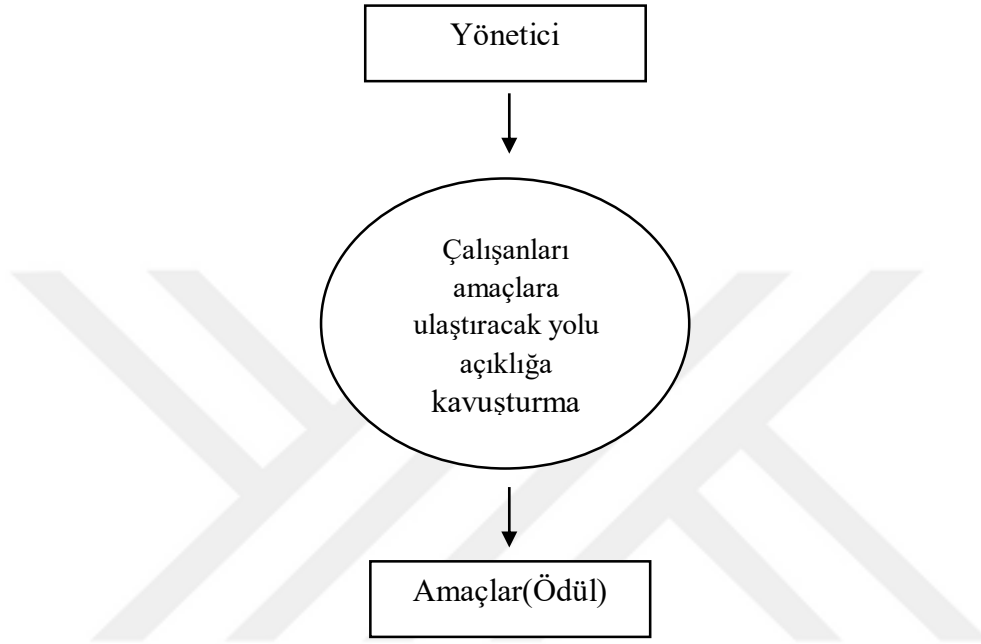 Yönetici
Çalışanları
amaçlara
ulaştıracak yolu
açıklığa
kavuşturma
Amaçlar(Ödül)